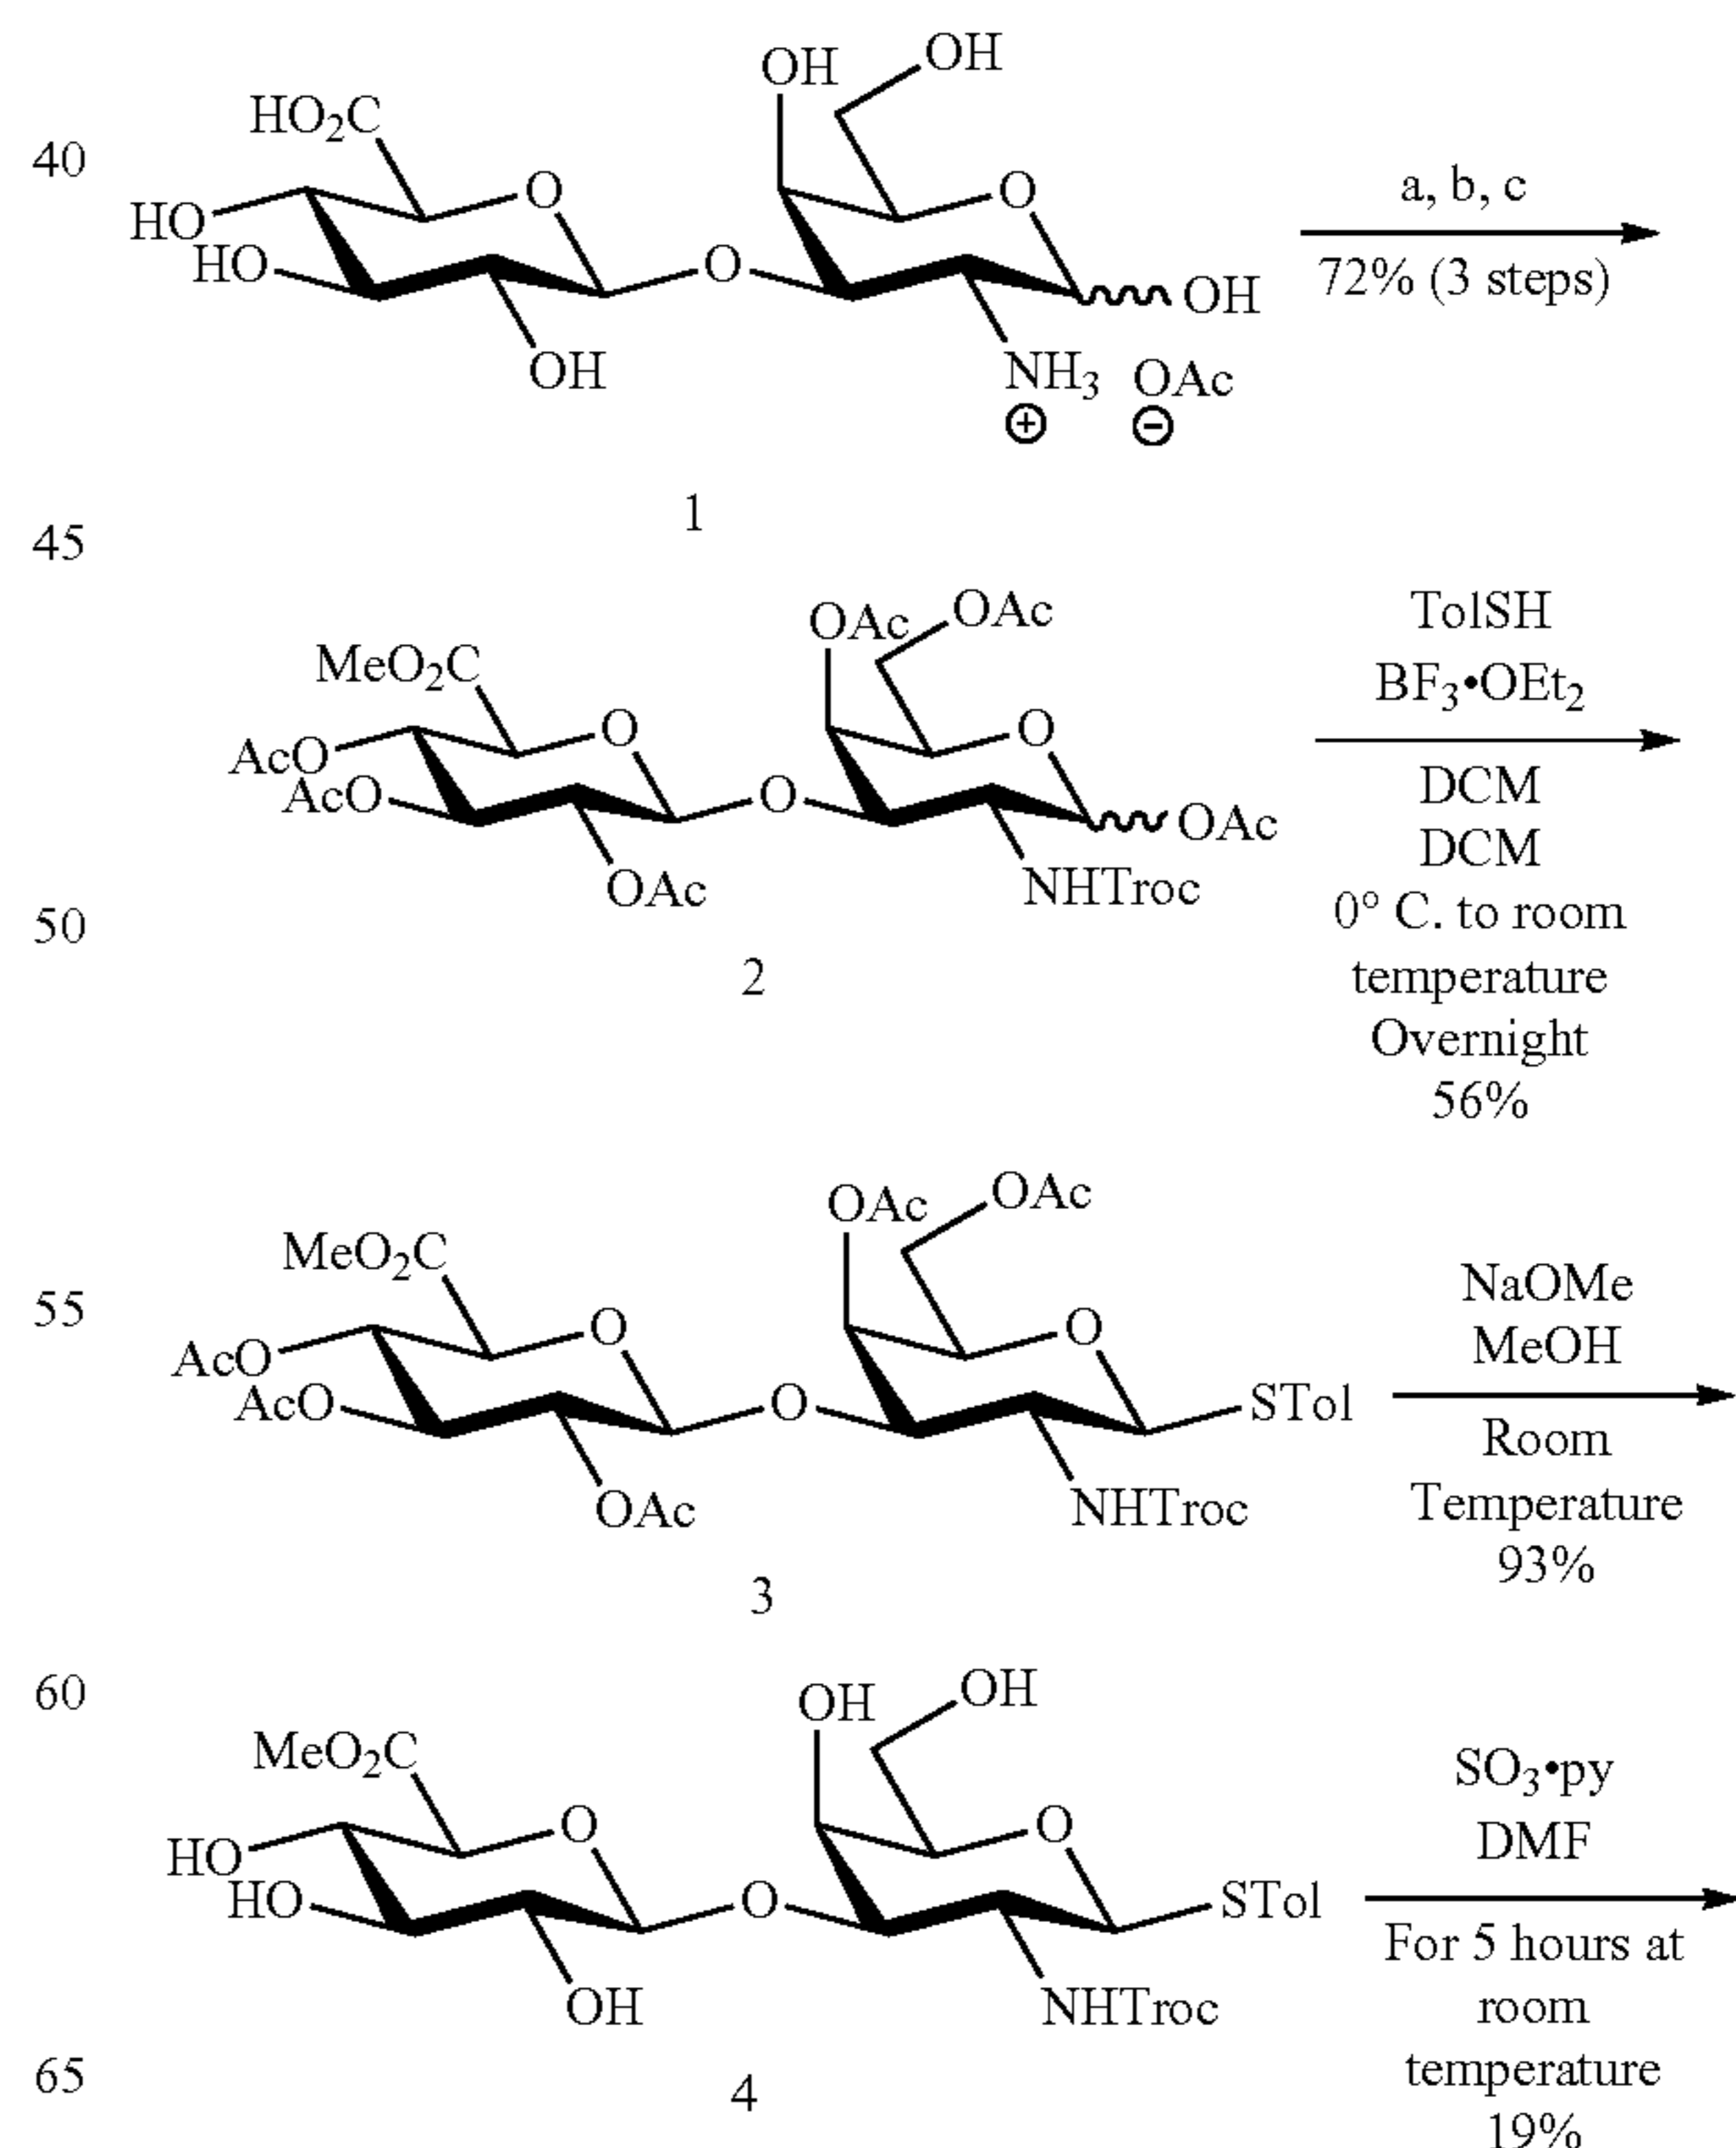 OH
OH
HO2C
40
O
O
a, b, c
HO
HO
O
OH
72% (3 steps)
OH
NH3
OAc
+
−
1
45
OAc
OAc
TolSH
MeO2C
BF3•OEt2
O
O
AcO
AcO
O
OAc
DCM
DCM
OAc
NHTroc
0° C. to room
50
temperature
2
Overnight
56%
OAc
OAc
MeO2C
NaOMe
55
O
O
MeOH
AcO
AcO
O
STol
Room
OAc
NHTroc
Temperature
93%
3
60
OH
OH
MeO2C
SO3•py
O
O
DMF
HO
HO
O
STol
For 5 hours at
OH
NHTroc
room
65
temperature
4
19%